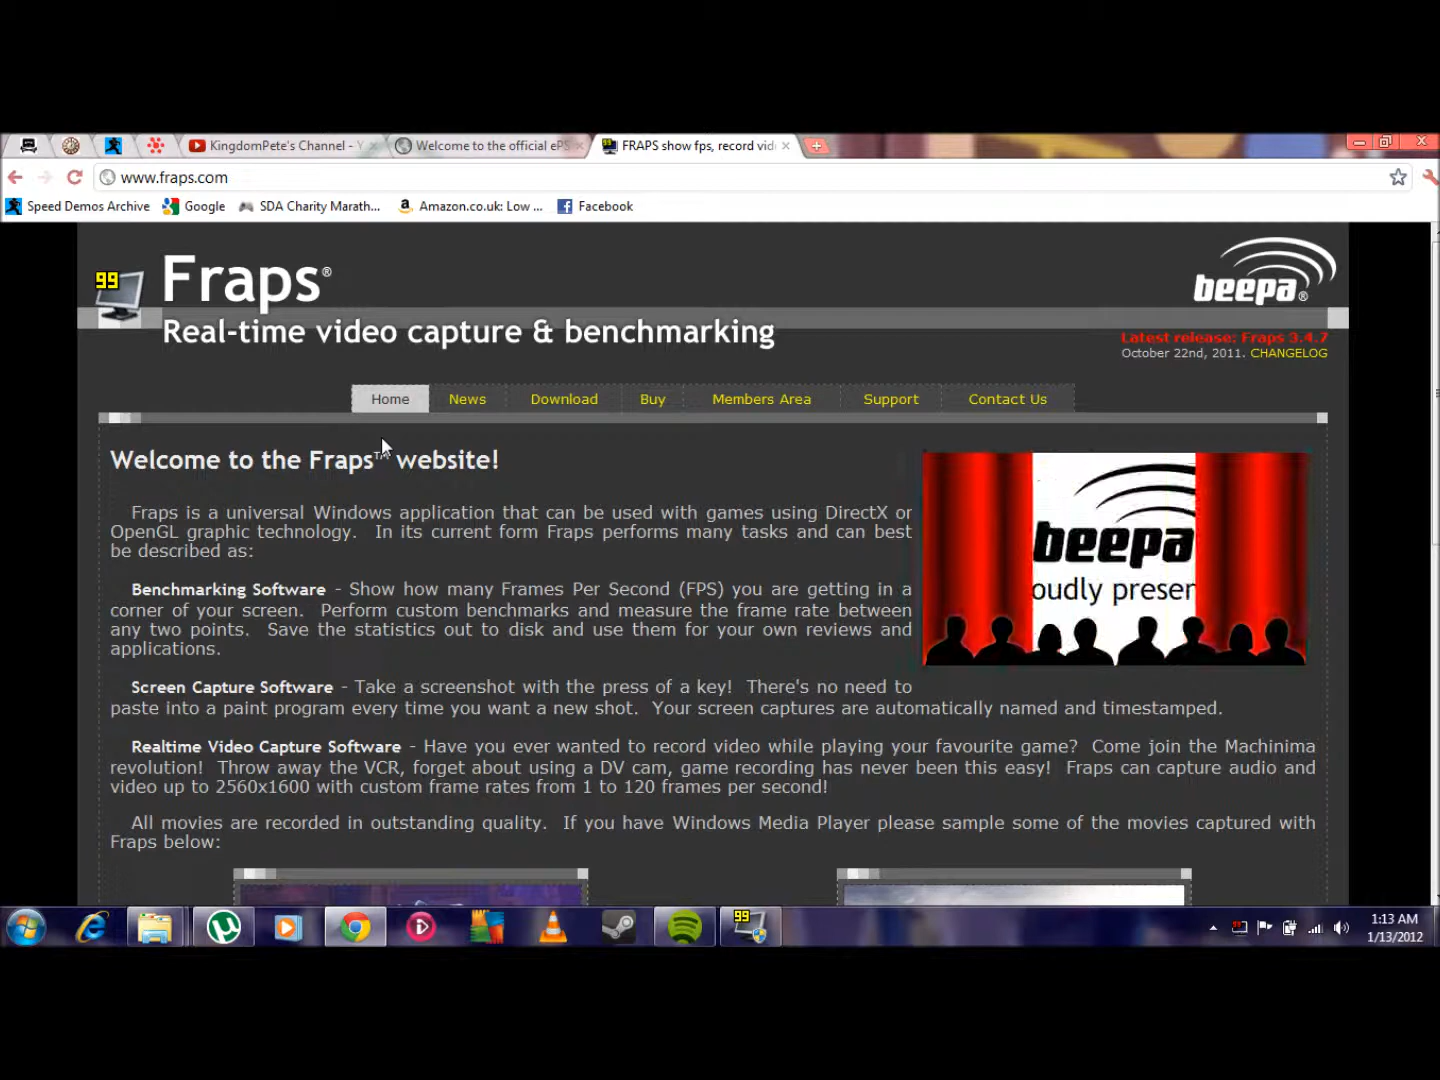 KingdomPete's Channel - Y
Welcome to the official ePS
FRAPS show fps, record vid
www.fraps.com
Speed Demos Archive
Google
SDA Charity Marath...
Amazon.co.uk: Low ...
Facebook
99
Fraps®
beepa®
Real-time video capture & benchmarking
Latest release: Fraps 3.4.7
October 22nd, 2011. CHANGELOG
Home News Download Buy Members Area Support Contact Us
Welcome to the Fraps™ website!
Fraps is a universal Windows application that can be used with games using DirectX or
OpenGL graphic technology. In its current form Fraps performs many tasks and can best
be described as:
beepa
oudly presen
Benchmarking Software - Show how many Frames Per Second (FPS) you are getting in a
corner of your screen. Perform custom benchmarks and measure the frame rate between
any two points. Save the statistics out to disk and use them for your own reviews and
applications.
Screen Capture Software - Take a screenshot with the press of a key! There's no need to
paste into a paint program every time you want a new shot. Your screen captures are automatically named and timestamped.
Realtime Video Capture Software - Have you ever wanted to record video while playing your favourite game? Come join the Machinima
revolution! Throw away the VCR, forget about using a DV cam, game recording has never been this easy! Fraps can capture audio and
video up to 2560x1600 with custom frame rates from 1 to 120 frames per second!
All movies are recorded in outstanding quality. If you have Windows Media Player please sample some of the movies captured with
Fraps below:
99
1:13 AM
1/13/2012